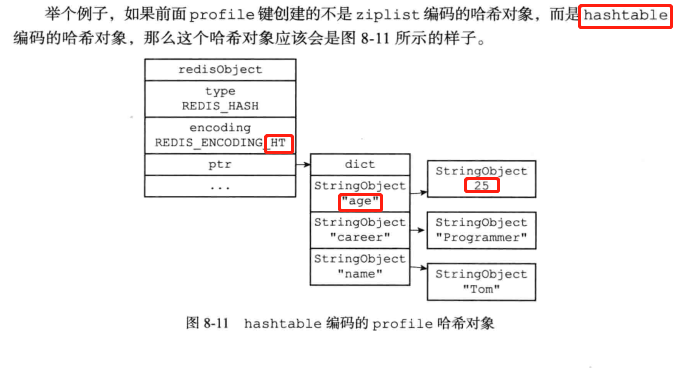 举个例子，如果前面 profile 键创建的不是 ziplist 编码的哈希对象，而是 hashtable
编码的哈希对象，那么这个哈希对象应该会是图 8-11 所示的样子。
redisObject
type
REDIS_HASH
encoding
REDIS_ENCODING_HT
ptr
...
dict
StringObject
"age"
StringObject
"career"
StringObject
"name"
StringObject
25
StringObject
"Programmer"
StringObject
"Tom"
图 8-11 hashtable 编码的 profile 哈希对象